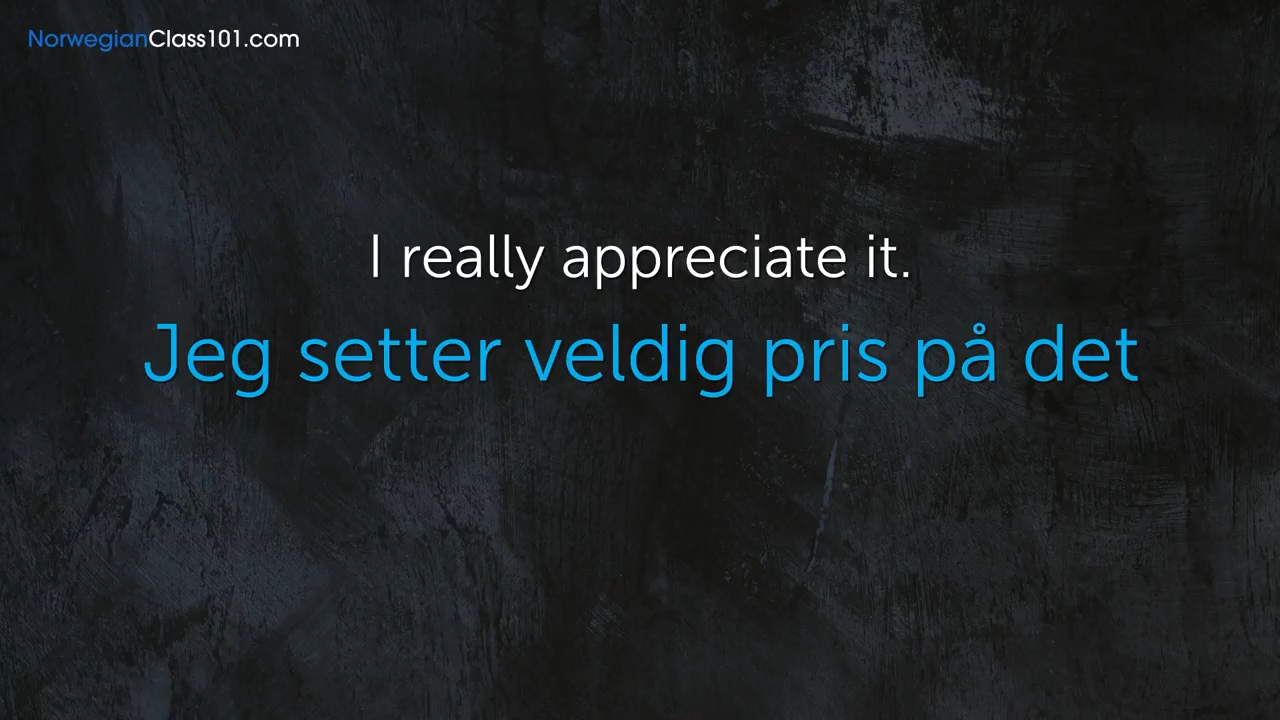 NorwegianClass101.com
I really appreciate it.
Jeg setter veldig pris på det